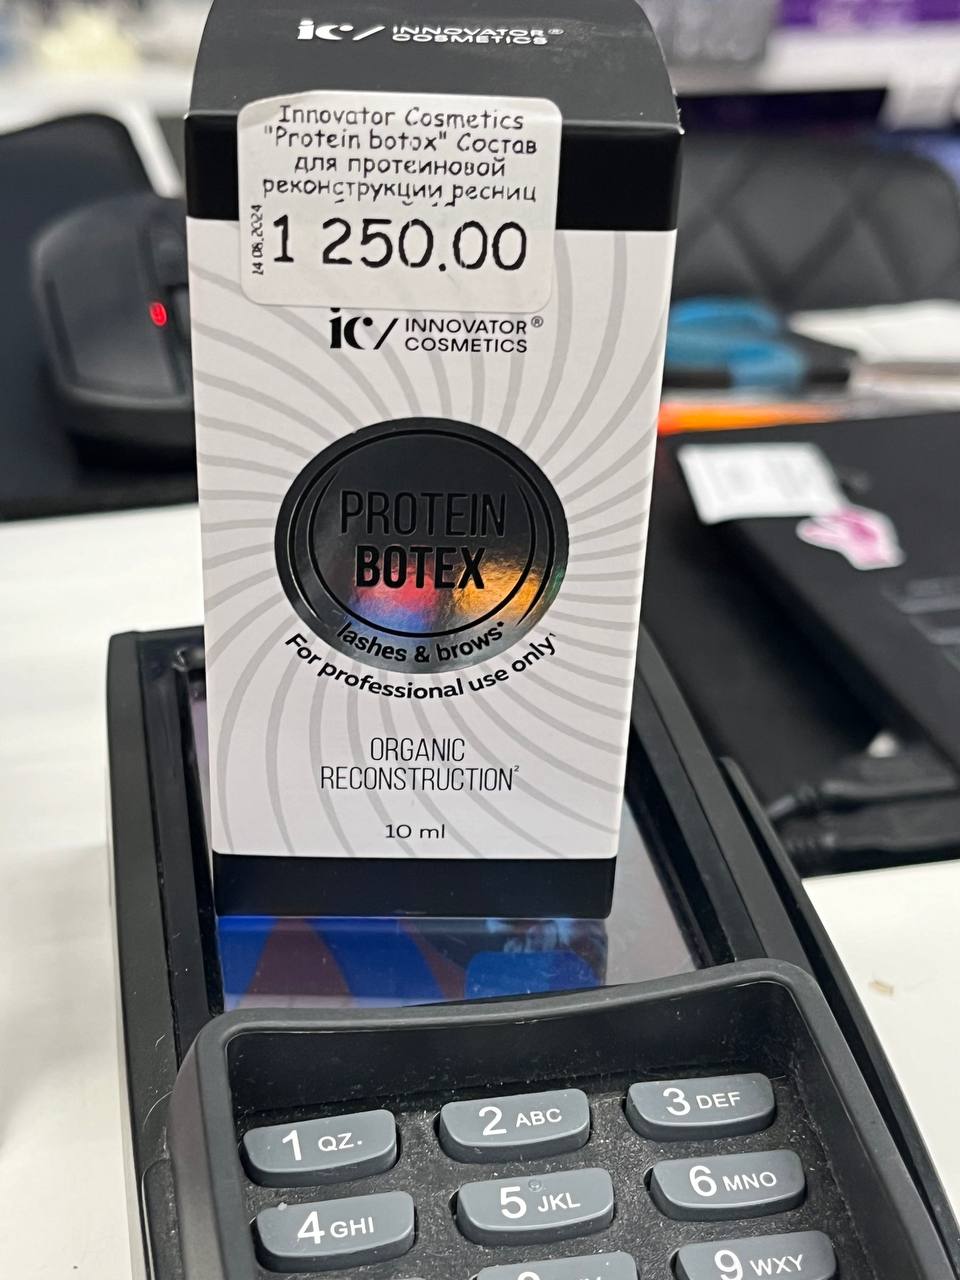 ic/ INNOVATOR®
COSMETICS
Innovator Cosmetics
"Protein botox" Состав
для протеиновой
реконструкции ресниц
14.08.2024
1 250.00
ic/ INNOVATOR®
COSMETICS
PROTEIN
BOTEX
lashes & brows*
For professional use only*
ORGANIC
RECONSTRUCTION²
10 ml
1 QZ.
2 ABC
3 DEF
4 GHI
5 JKL
6 MNO
9 WXY